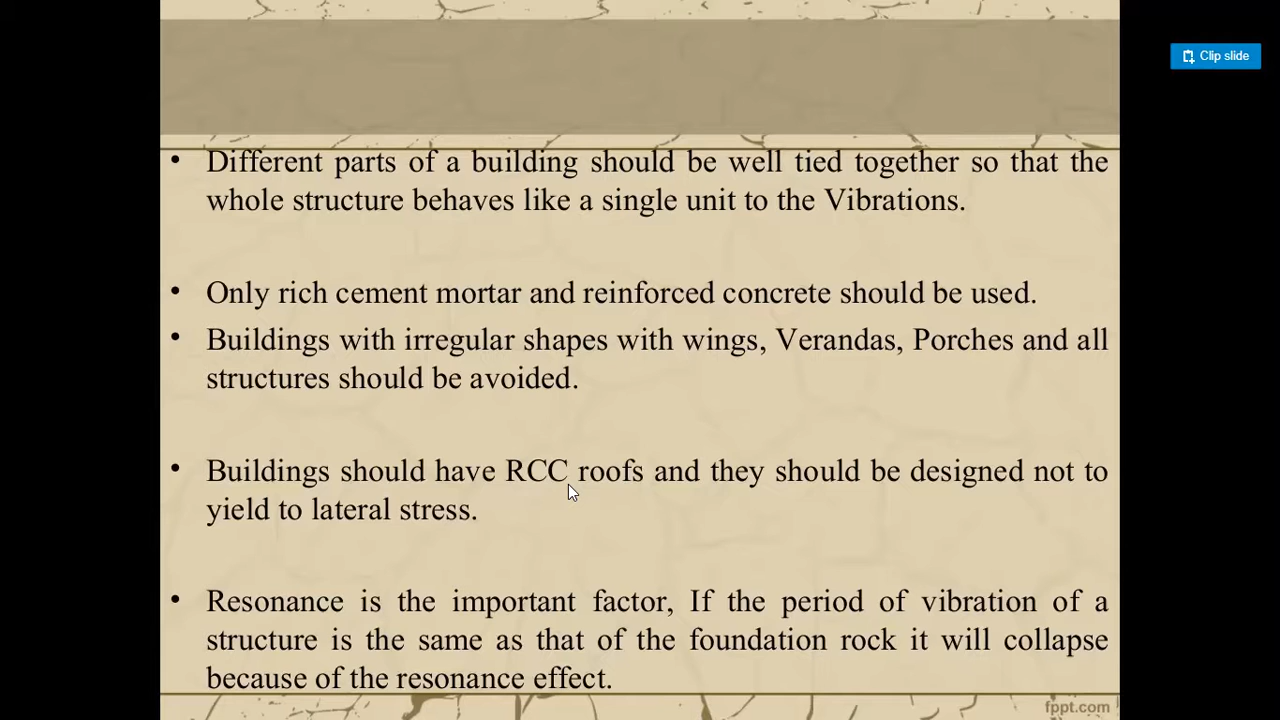 Clip slide
• Different parts of a building should be well tied together so that the
whole structure behaves like a single unit to the Vibrations.
• Only rich cement mortar and reinforced concrete should be used.
• Buildings with irregular shapes with wings, Verandas, Porches and all
structures should be avoided.
• Buildings should have RCC roofs and they should be designed not to
yield to lateral stress.
• Resonance is the important factor, If the period of vibration of a
structure is the same as that of the foundation rock it will collapse
because of the resonance effect.
fppt.com